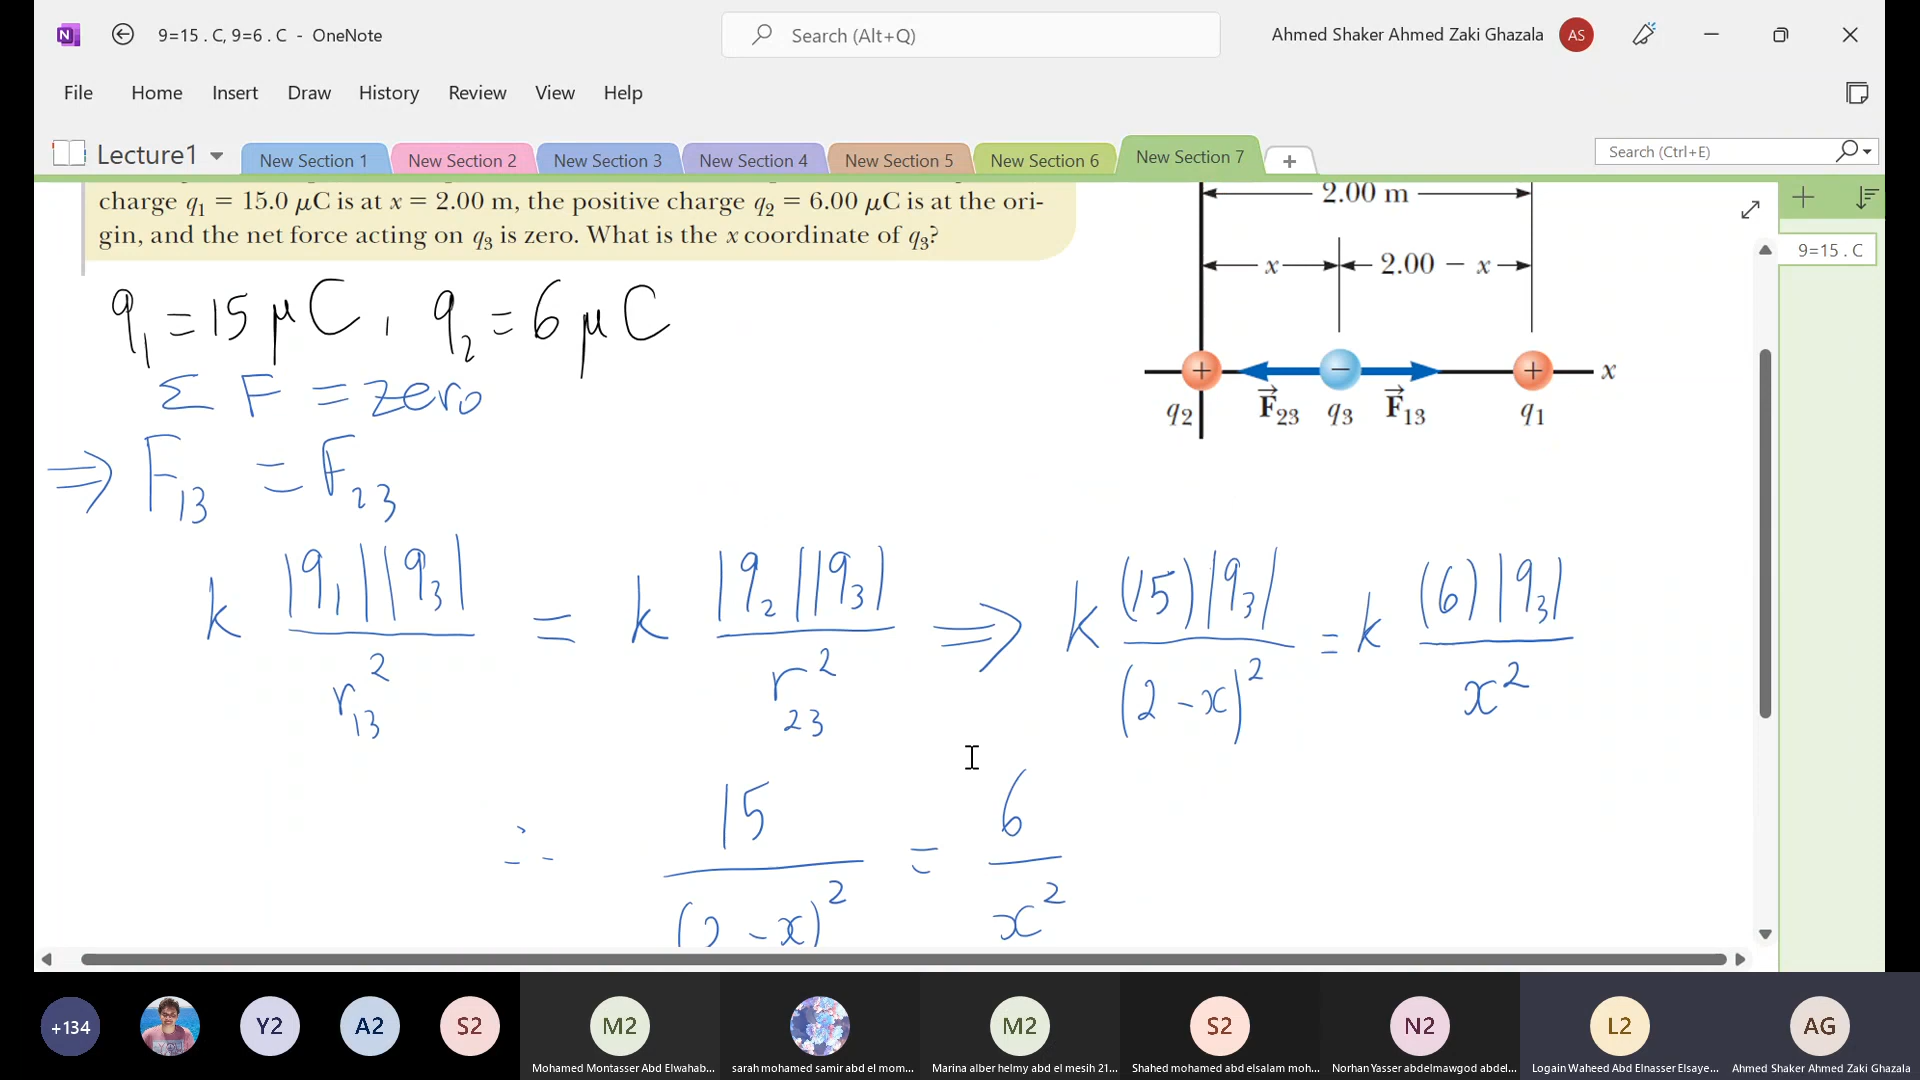 9=15 . C, 9=6 . C - OneNote
Search (Alt+Q)
Ahmed Shaker Ahmed Zaki Ghazala
AS
File Home Insert Draw History Review View Help
Lecture1
New Section 1
New Section 2
New Section 3
New Section 4
New Section 5
New Section 6
New Section 7
+
Search (Ctrl+E)
9=15 . C
charge q₁ = 15.0 μC is at x = 2.00 m, the positive charge q₂ = 6.00 μC is at the ori-
gin, and the net force acting on q₃ is zero. What is the x coordinate of q₃?
2.00 m
x 2.00 − x
+ − + x
q₂ F⃗₂₃ q₃ F⃗₁₃ q₁
q₁ = 15 μC , q₂ = 6 μC
Σ F = zero
⇒ F₁₃ = F₂₃
k |q₁||q₃| / r₁₃² = k |q₂||q₃| / r₂₃² ⇒ k (15)|q₃| / (2 - x)² = k (6)|q₃| / x²
∴ 15 / (2 - x)² = 6 / x²
+134
Y2
A2
S2
M2
M2
S2
N2
L2
AG
Mohamed Montasser Abd Elwahab...
sarah mohamed samir abd el mom...
Marina alber helmy abd el mesih 21...
Shahed mohamed abd elsalam moh...
Norhan Yasser abdelmawgod abdel...
Logain Waheed Abd Elnasser Elsaye...
Ahmed Shaker Ahmed Zaki Ghazala